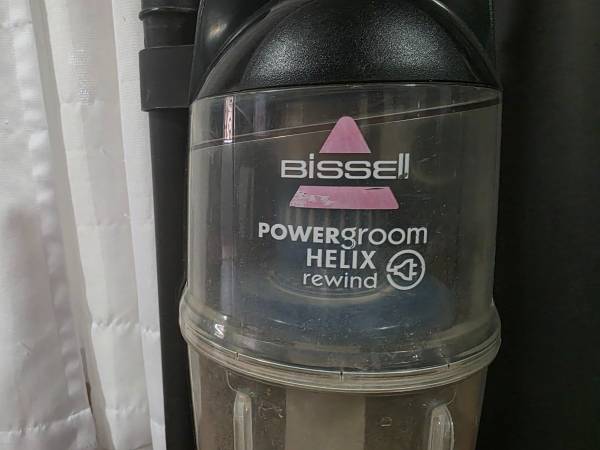 BISSELL
POWERgroom
HELIX
rewind